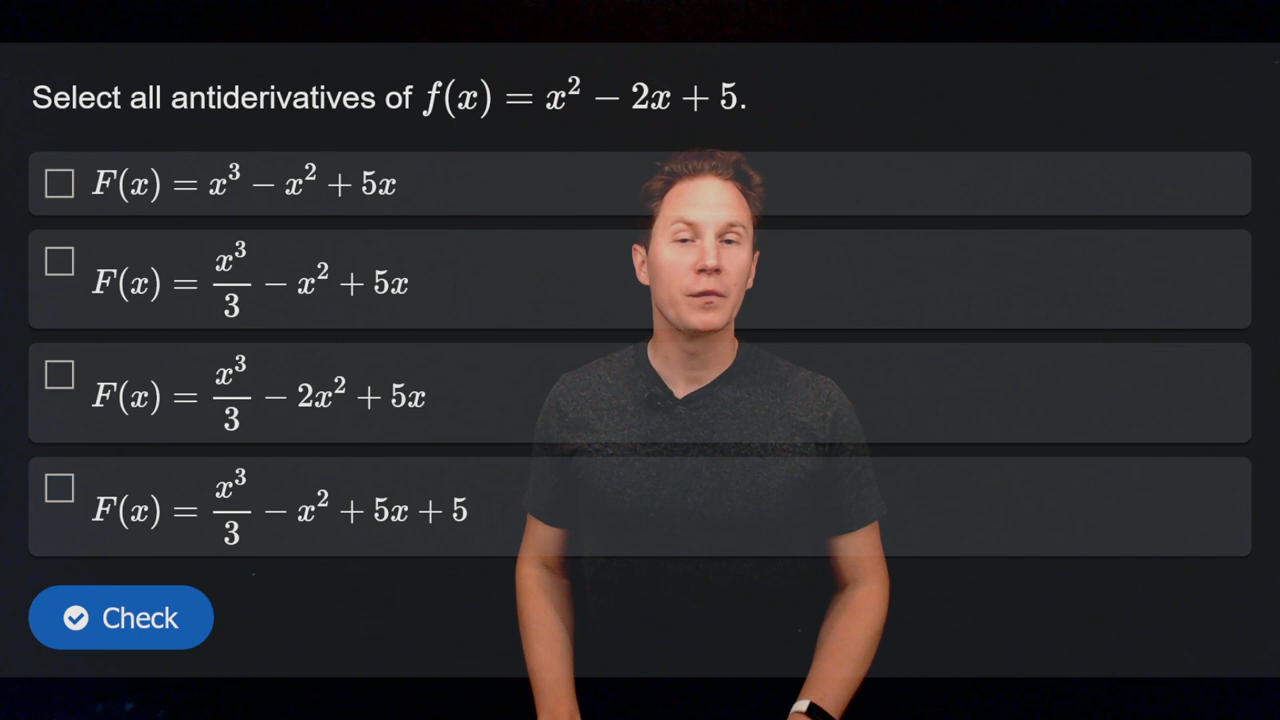 Select all antiderivatives of f(x) = x² − 2x + 5.
F(x) = x³ − x² + 5x
F(x) = x³/3 − x² + 5x
F(x) = x³/3 − 2x² + 5x
F(x) = x³/3 − x² + 5x + 5
Check